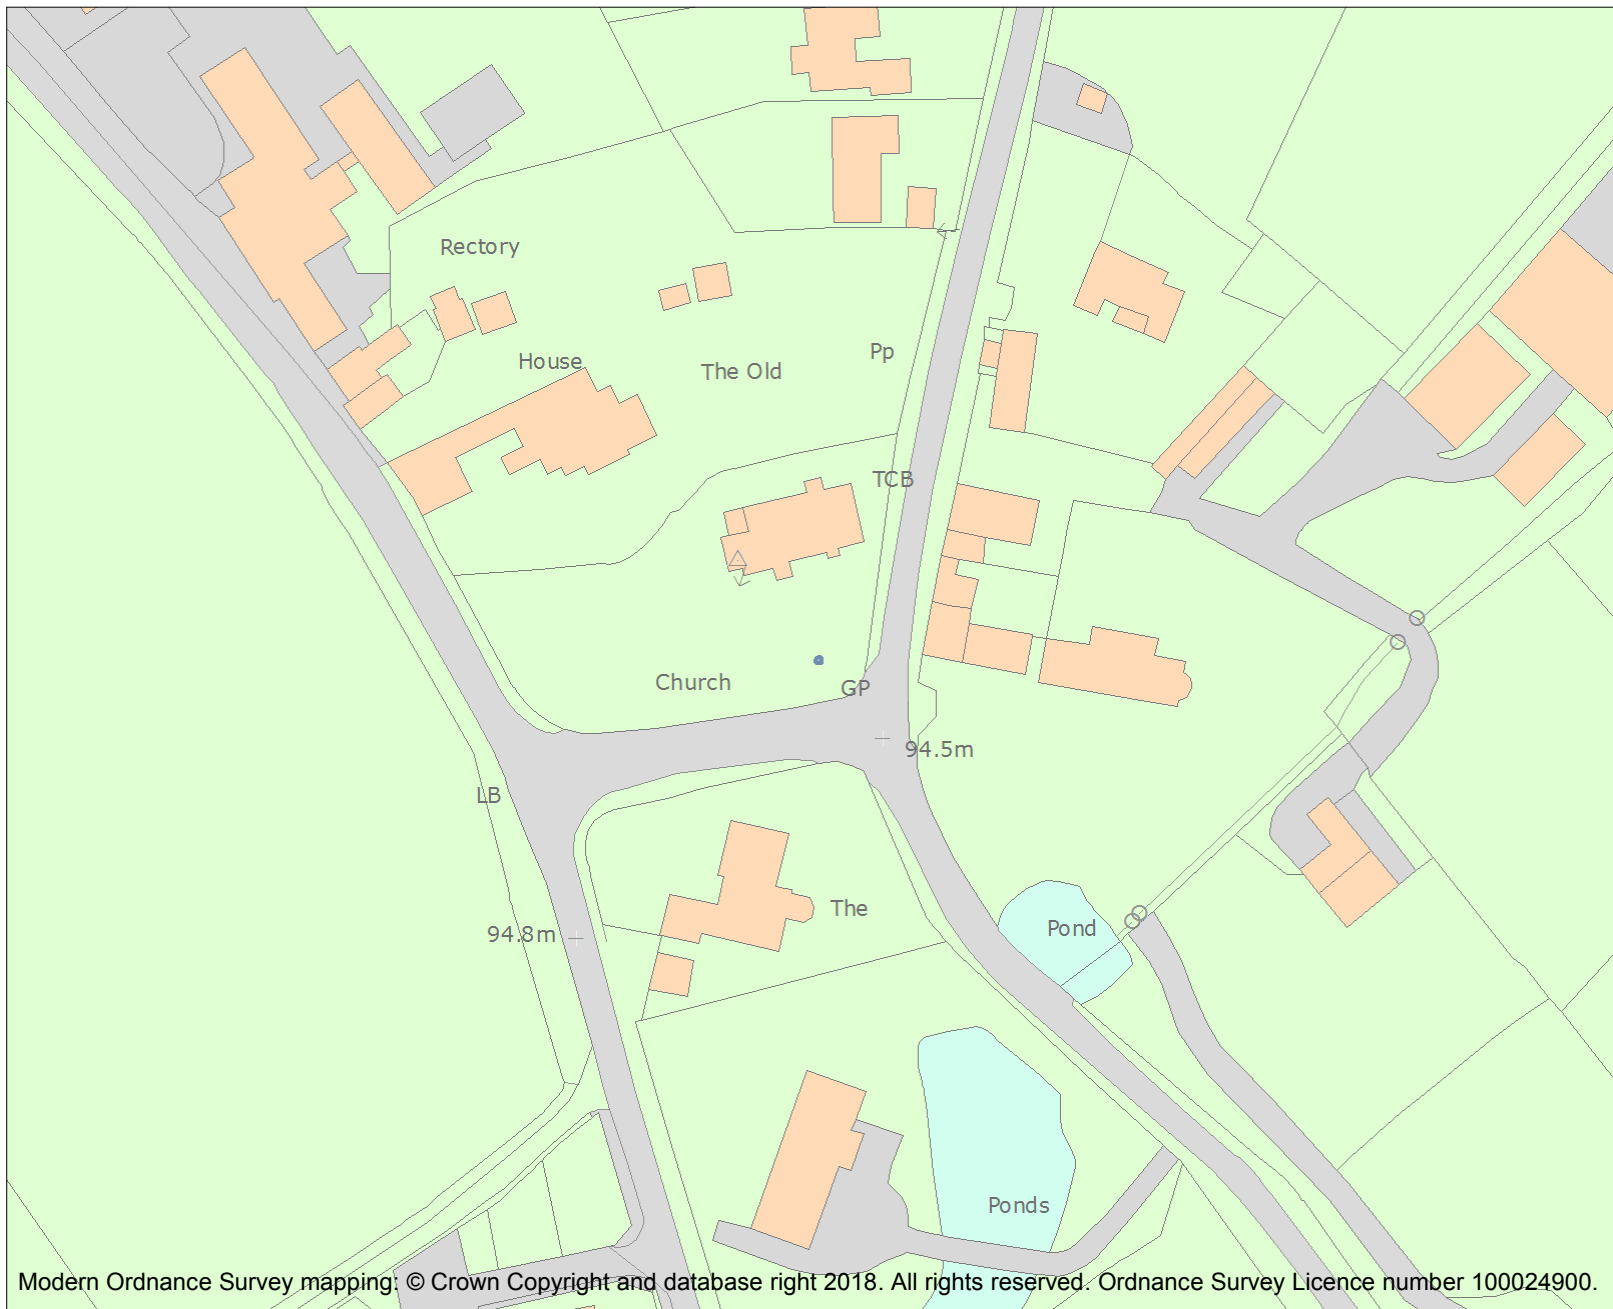 Rectory
House
The Old
Pp
TCB
Church
GP
94.5m
LB
The
94.8m
Pond
Ponds
Modern Ordnance Survey mapping: © Crown Copyright and database right 2018. All rights reserved. Ordnance Survey Licence number 100024900.